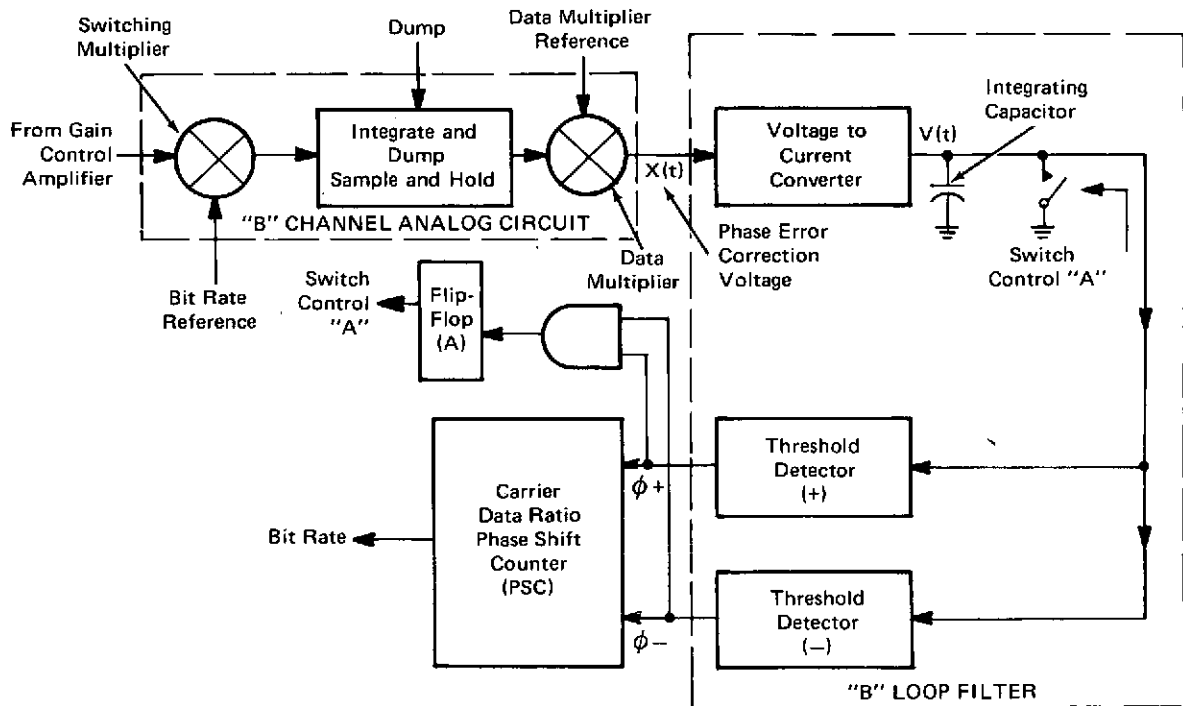 Switching
Multiplier
Dump
Data Multiplier
Reference
From Gain
Control
Amplifier
Integrate and
Dump
Sample and Hold
"B" CHANNEL ANALOG CIRCUIT
Bit Rate
Reference
Data
Multiplier
X(t)
Phase Error
Correction
Voltage
Voltage to
Current
Converter
V(t)
Integrating
Capacitor
Switch
Control "A"
Switch
Control
"A"
Flip-
Flop
(A)
Carrier
Data Ratio
Phase Shift
Counter
(PSC)
Bit Rate
ϕ+
ϕ−
Threshold
Detector
(+)
Threshold
Detector
(−)
"B" LOOP FILTER